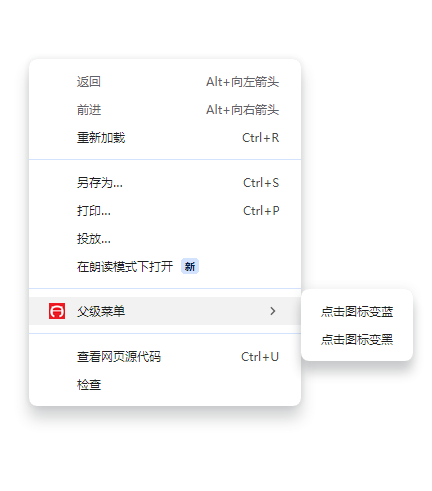 返回 Alt+向左箭头
前进 Alt+向右箭头
重新加载 Ctrl+R
另存为... Ctrl+S
打印... Ctrl+P
投放...
在朗读模式下打开 新
父级菜单
点击图标变蓝
点击图标变黑
查看网页源代码 Ctrl+U
检查